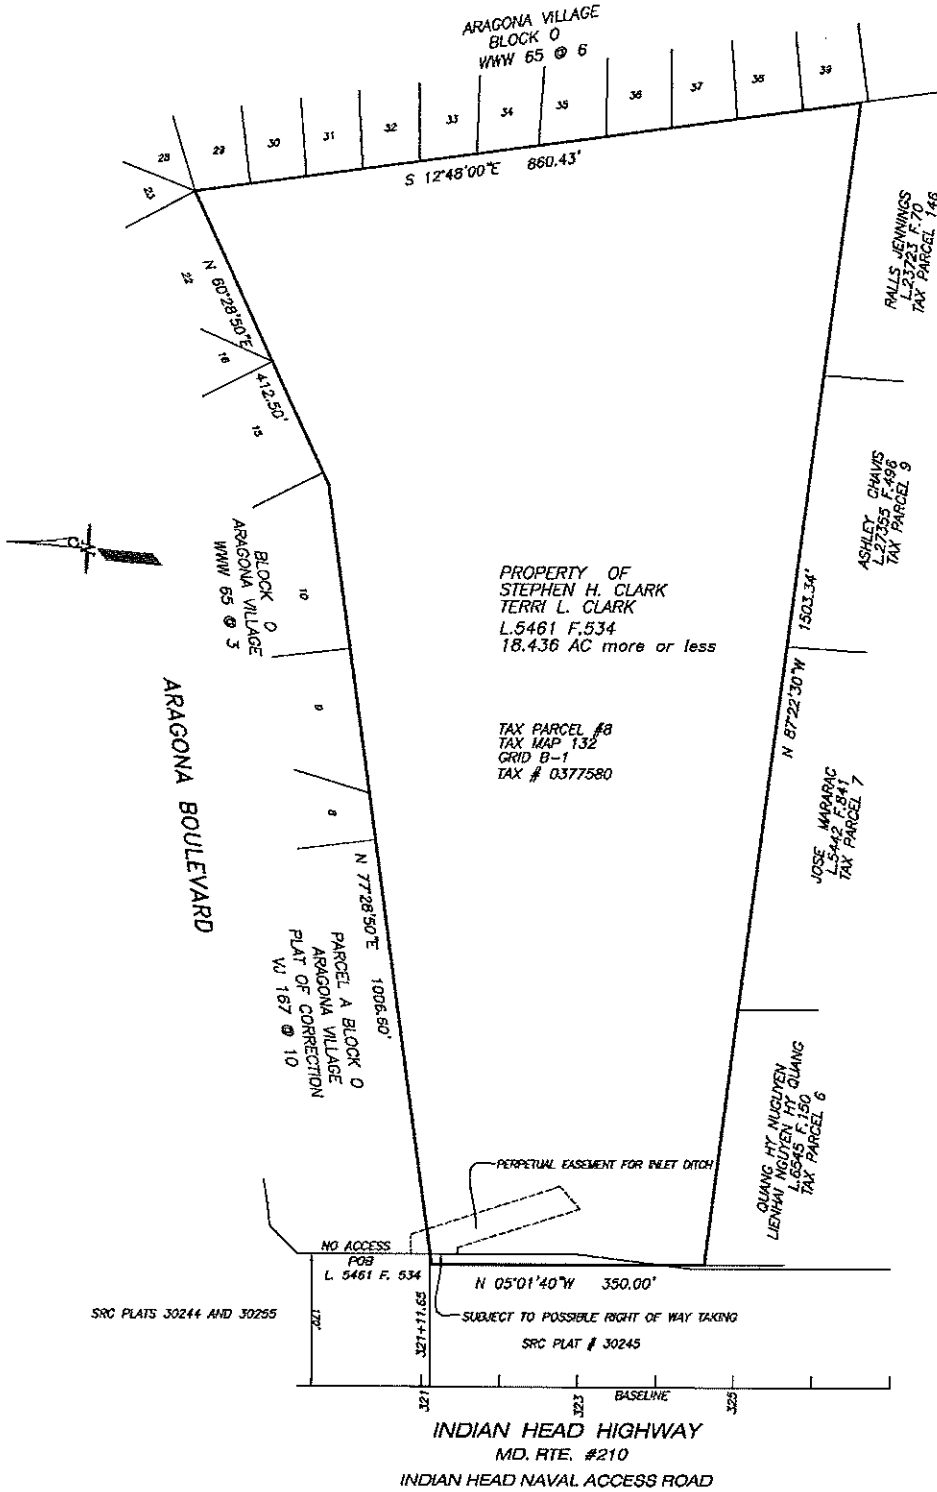 ARAGONA VILLAGE
BLOCK O
WWW 65 @ 6
28
29
30
31
32
33
34
35
36
37
38
39
S 12°48'00"E 860.43'
23
22
N 60°28'50"E 412.50'
16
15
RALLS JENNINGS
L.23723 F.70
TAX PARCEL 146
ASHLEY CHAVIS
L.27355 F.496
TAX PARCEL 9
BLOCK O
ARAGONA VILLAGE
WWW 65 @ 3
10
9
8
PROPERTY OF
STEPHEN H. CLARK
TERRI L. CLARK
L.5461 F.534
18.436 AC more or less
TAX PARCEL #8
TAX MAP 132
GRID B-1
TAX # 0377580
N 87°22'30"W 1503.34'
JOSE MARARAC
L.5442 F.841
TAX PARCEL 7
ARAGONA BOULEVARD
N 77°28'50"E 1006.60'
PARCEL A BLOCK O
ARAGONA VILLAGE
PLAT OF CORRECTION
VJ 167 @ 10
QUANG HY NUGUYEN
LIENHAI NGUYEN HY QUANG
L.6545 F.150
TAX PARCEL 6
PERPETUAL EASEMENT FOR INLET DITCH
NO ACCESS
POB
L. 5461 F. 534
N 05°01'40"W 350.00'
SRC PLATS 30244 AND 30255
170'
321+11.65
SUBJECT TO POSSIBLE RIGHT OF WAY TAKING
SRC PLAT # 30245
321
323
BASELINE
325
INDIAN HEAD HIGHWAY
MD. RTE. #210
INDIAN HEAD NAVAL ACCESS ROAD